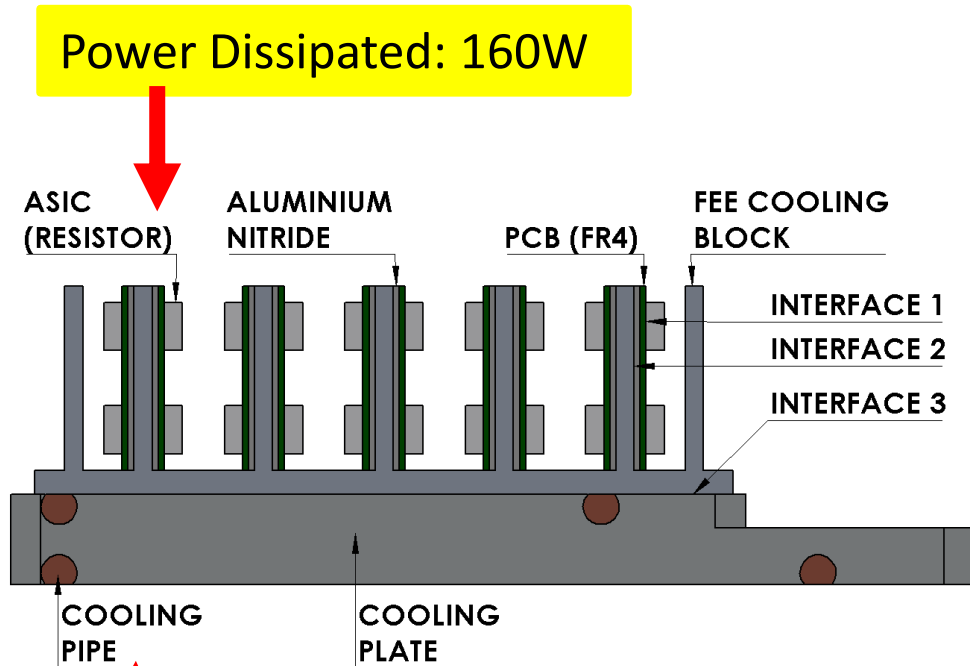 Power Dissipated: 160W
ASIC
(RESISTOR)
ALUMINIUM
NITRIDE
PCB (FR4)
FEE COOLING
BLOCK
INTERFACE 1
INTERFACE 2
INTERFACE 3
COOLING
PIPE
COOLING
PLATE